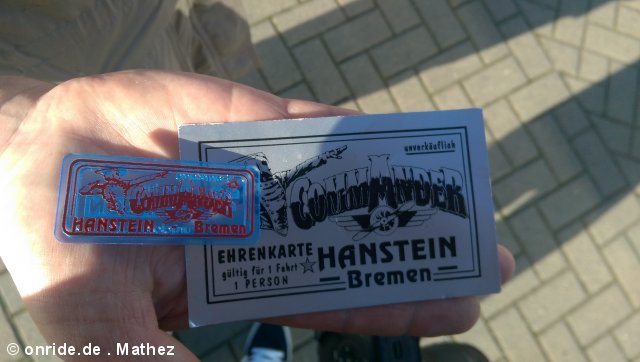 COMMANDER
HANSTEIN Bremen
unverkäuflich
COMMANDER
EHRENKARTE
gültig für 1 Fahrt
1 PERSON
HANSTEIN
Bremen
© onride.de . Mathez